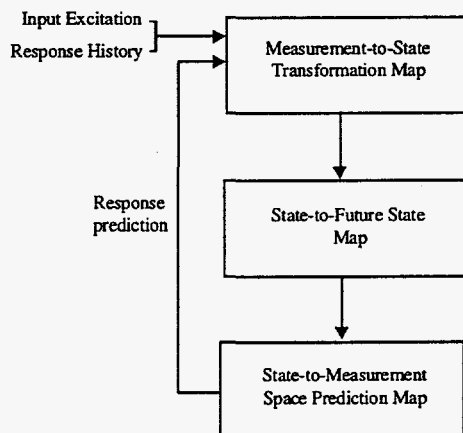 Input Excitation
Response History
Measurement-to-State
Transformation Map
Response
prediction
State-to-Future State
Map
State-to-Measurement
Space Prediction Map